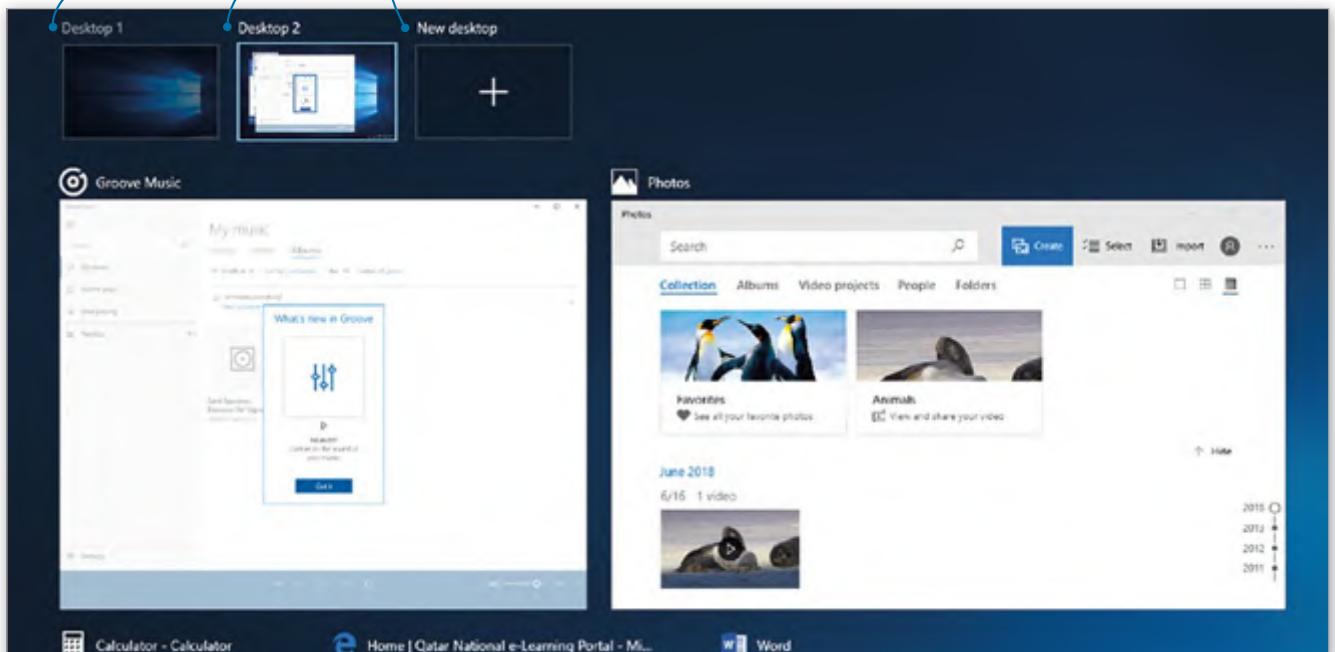 Desktop 1
Desktop 2
New desktop
Groove Music
My music
Albums
What's new in Groove
Got it
Photos
Photos
Search
Create
Select
Import
Collection Albums Video projects People Folders
Favorites
See all your favorite photos
Animals
View and share your video
Hide
June 2018
6/16 1 video
2013
2012
2011
Calculator - Calculator
Home | Qatar National e-Learning Portal - Mi...
Word